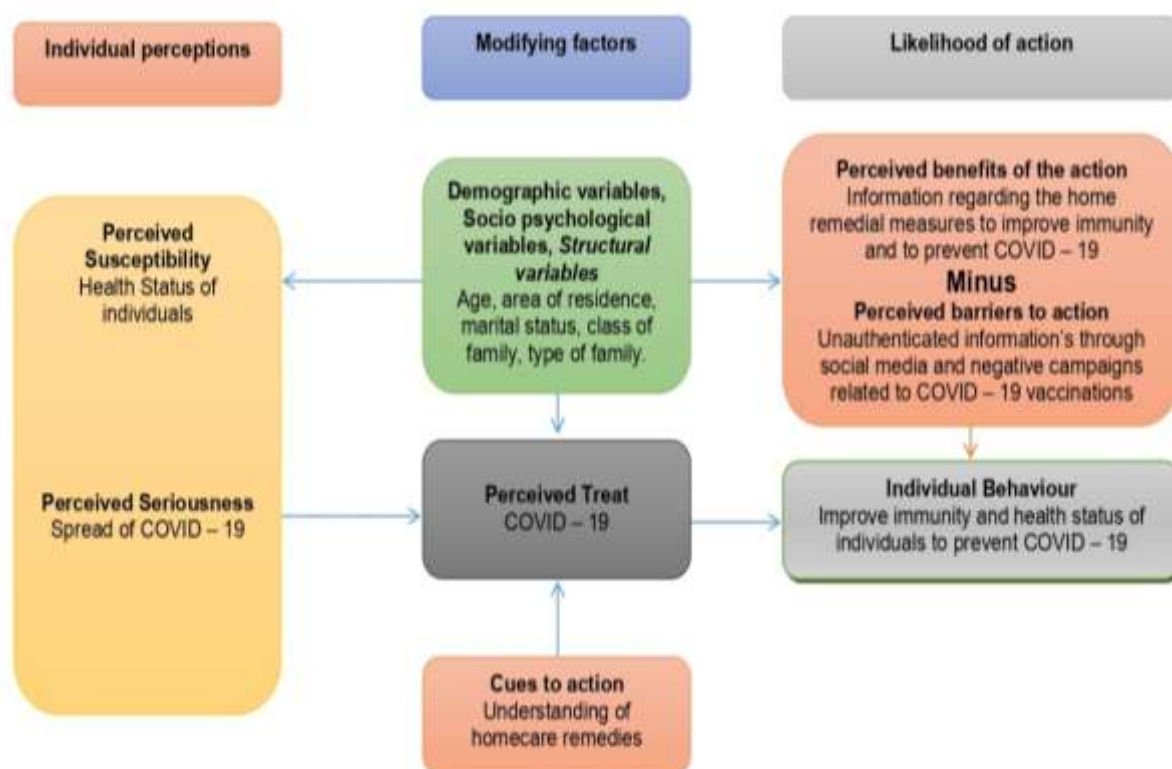 Individual perceptions
Modifying factors
Likelihood of action
Perceived
Susceptibility
Health Status of
individuals
Perceived Seriousness
Spread of COVID – 19
Demographic variables,
Socio psychological
variables, Structural
variables
Age, area of residence,
marital status, class of
family, type of family.
Perceived Treat
COVID – 19
Cues to action
Understanding of
homecare remedies
Perceived benefits of the action
Information regarding the home
remedial measures to improve immunity
and to prevent COVID – 19
Minus
Perceived barriers to action
Unauthenticated information's through
social media and negative campaigns
related to COVID – 19 vaccinations
Individual Behaviour
Improve immunity and health status of
individuals to prevent COVID – 19